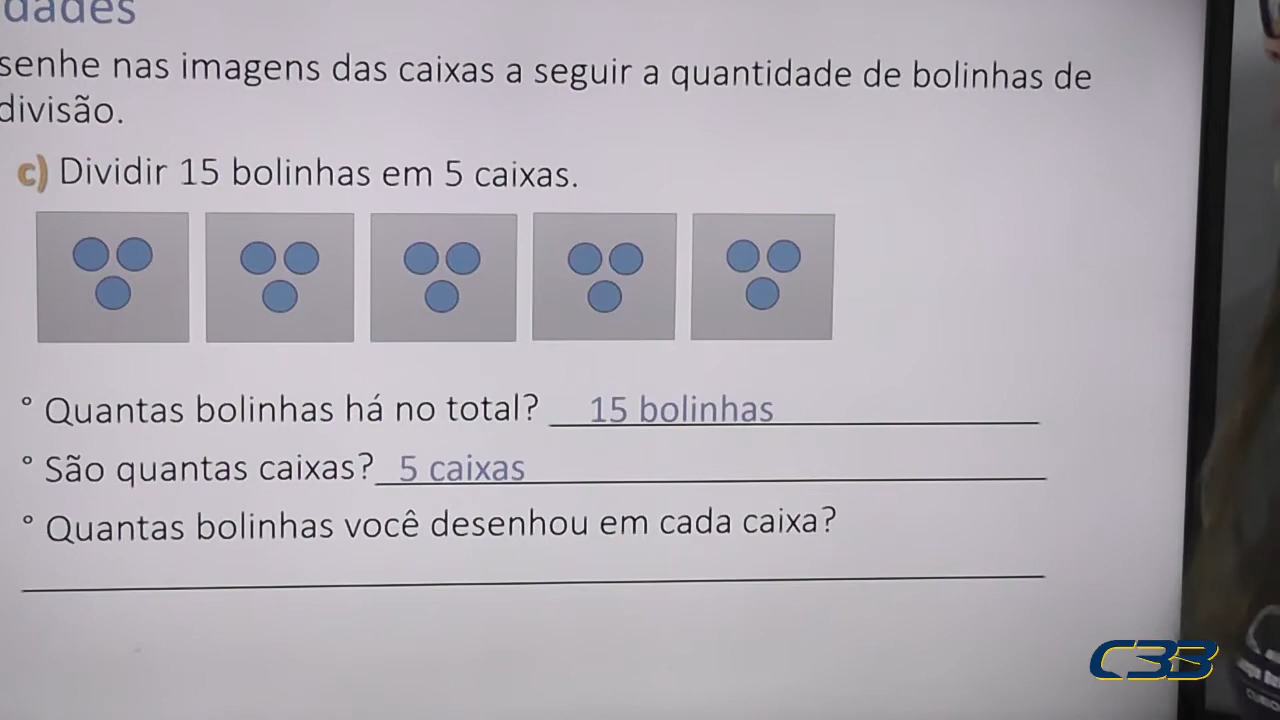 dades
senhe nas imagens das caixas a seguir a quantidade de bolinhas de
divisão.
c) Dividir 15 bolinhas em 5 caixas.
° Quantas bolinhas há no total? 15 bolinhas
° São quantas caixas? 5 caixas
° Quantas bolinhas você desenhou em cada caixa?
CBB